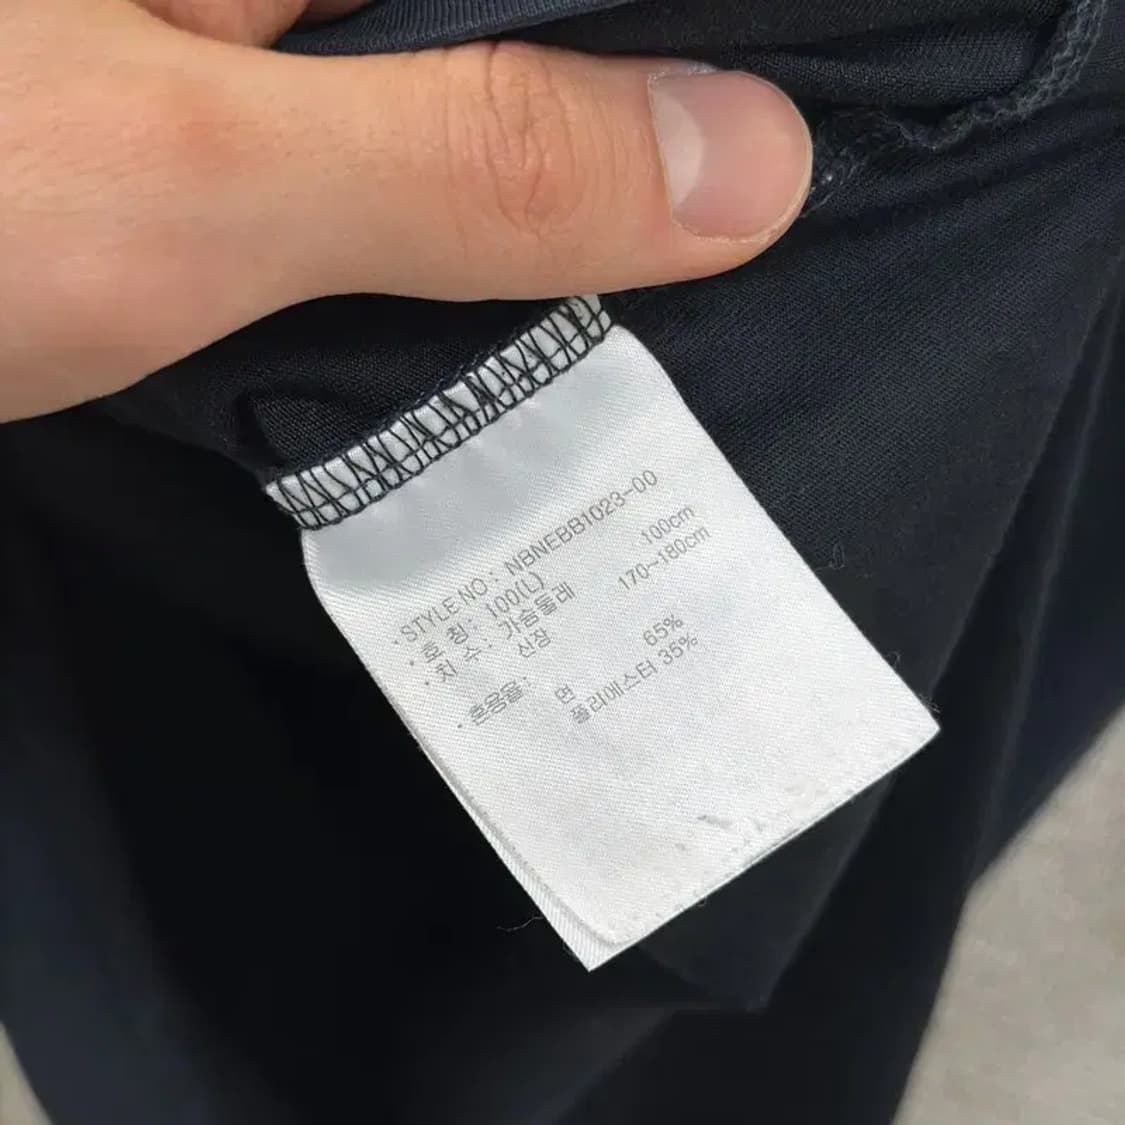 · STYLE NO : NBNEBB1023-00
· 호 칭 : 100(L)
· 치 수 : 가슴둘레 100cm
신장 170~180cm
· 혼용율 : 면 65%
폴리에스터 35%